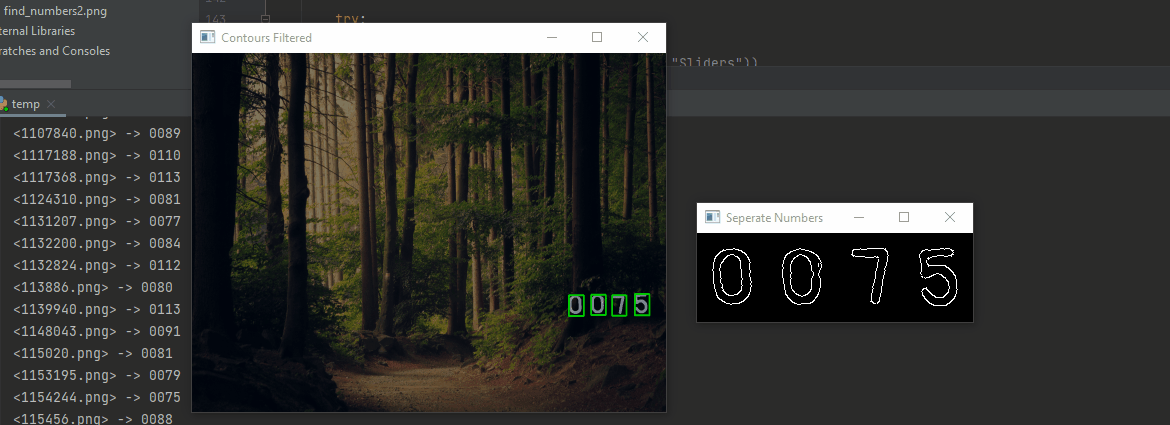 find_numbers2.png
ternal Libraries
ratches and Consoles
143
try:
"Sliders"))
temp
<1107840.png> -> 0089
<1117188.png> -> 0110
<1117368.png> -> 0113
<1124310.png> -> 0081
<1131207.png> -> 0077
<1132200.png> -> 0084
<1132824.png> -> 0112
<113886.png> -> 0080
<1139940.png> -> 0113
<1148043.png> -> 0091
<115020.png> -> 0081
<1153195.png> -> 0079
<1154244.png> -> 0075
<115456.png> -> 0088
Contours Filtered
0075
Seperate Numbers
0075